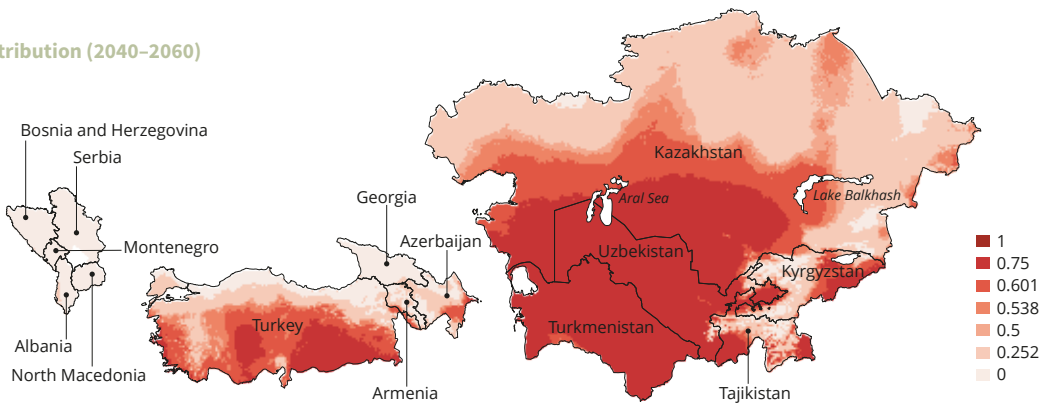 tribution (2040–2060)
Bosnia and Herzegovina
Serbia
Montenegro
Albania
North Macedonia
Georgia
Azerbaijan
Turkey
Armenia
Kazakhstan
Aral Sea
Lake Balkhash
Uzbekistan
Kyrgyzstan
Turkmenistan
Tajikistan
1
0.75
0.601
0.538
0.5
0.252
0